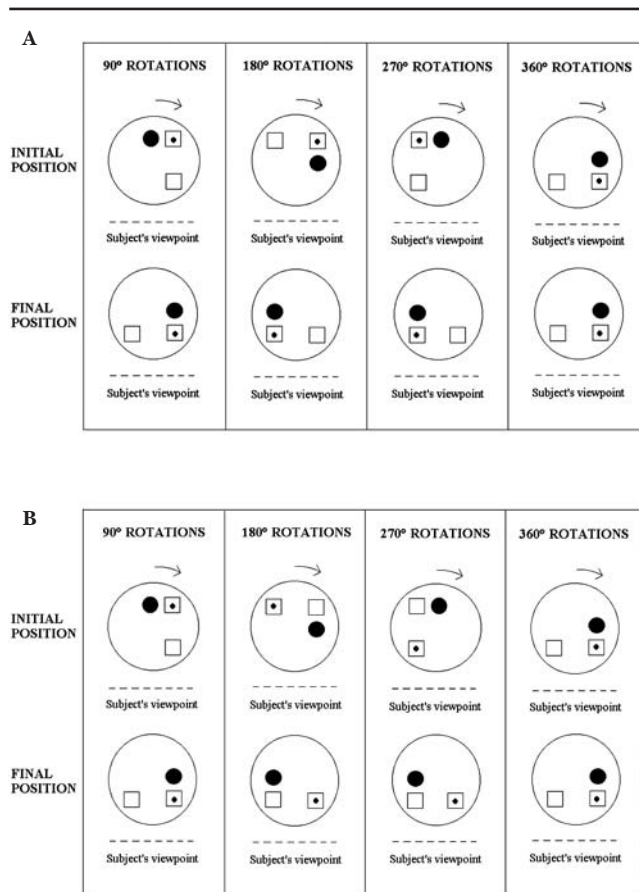 A
90° ROTATIONS 180° ROTATIONS 270° ROTATIONS 360° ROTATIONS
INITIAL
POSITION
Subject's viewpoint Subject's viewpoint Subject's viewpoint Subject's viewpoint
FINAL
POSITION
Subject's viewpoint Subject's viewpoint Subject's viewpoint Subject's viewpoint
B
90° ROTATIONS 180° ROTATIONS 270° ROTATIONS 360° ROTATIONS
INITIAL
POSITION
Subject's viewpoint Subject's viewpoint Subject's viewpoint Subject's viewpoint
FINAL
POSITION
Subject's viewpoint Subject's viewpoint Subject's viewpoint Subject's viewpoint